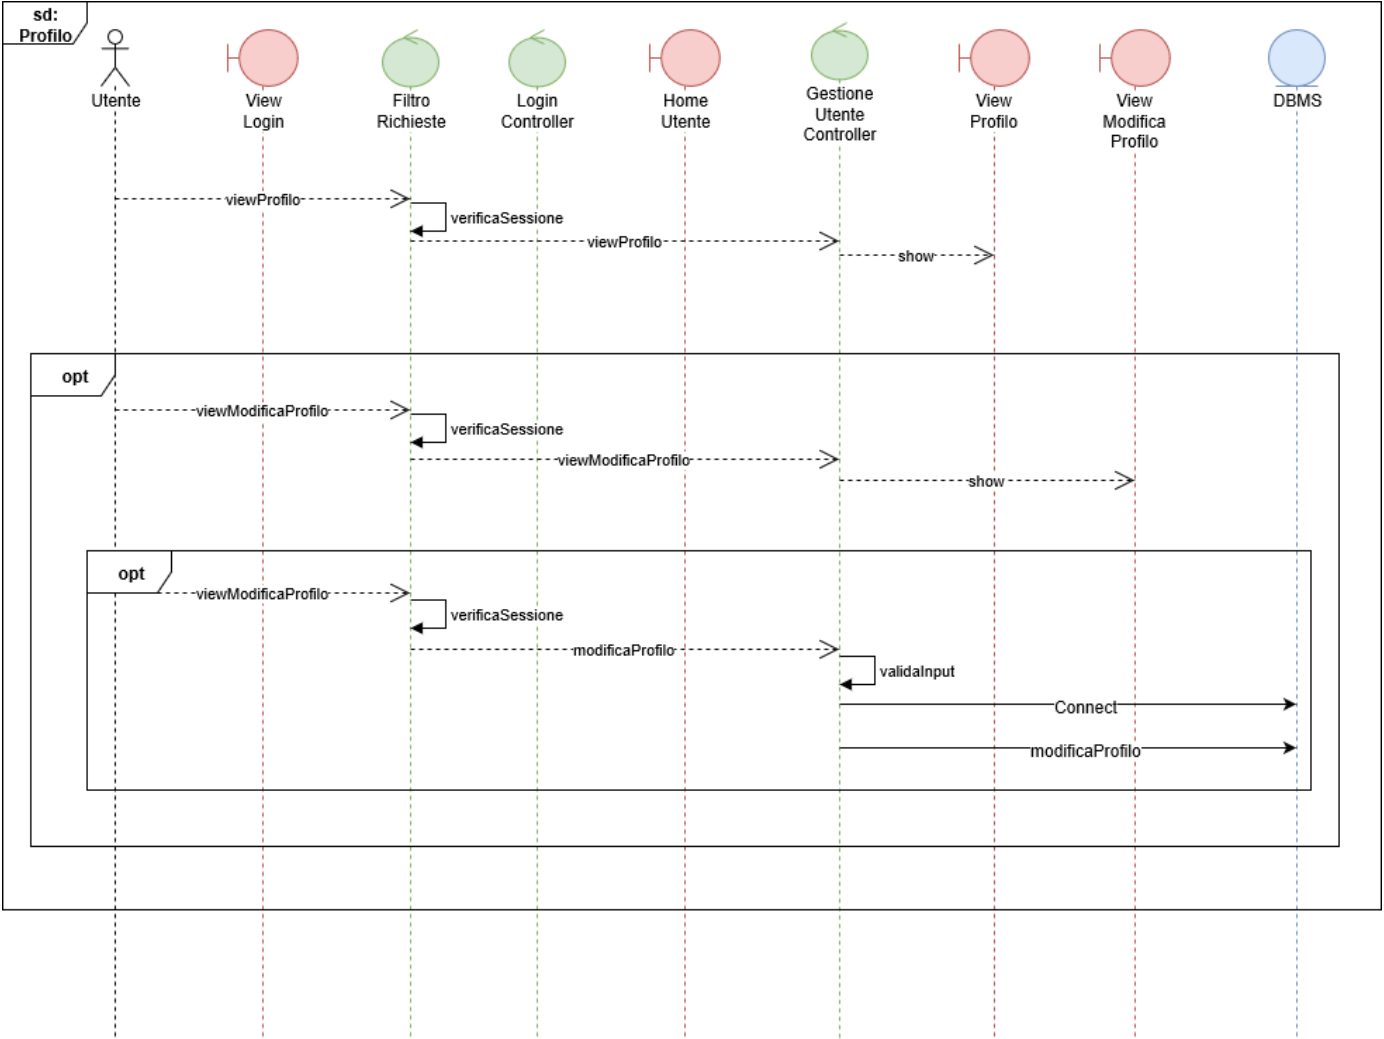 sd:
Profilo
Utente
View
Login
Filtro
Richieste
Login
Controller
Home
Utente
Gestione
Utente
Controller
View
Profilo
View
Modifica
Profilo
DBMS
viewProfilo
verificaSessione
viewProfilo
show
opt
viewModificaProfilo
verificaSessione
viewModificaProfilo
show
opt
viewModificaProfilo
verificaSessione
modificaProfilo
validaInput
Connect
modificaProfilo